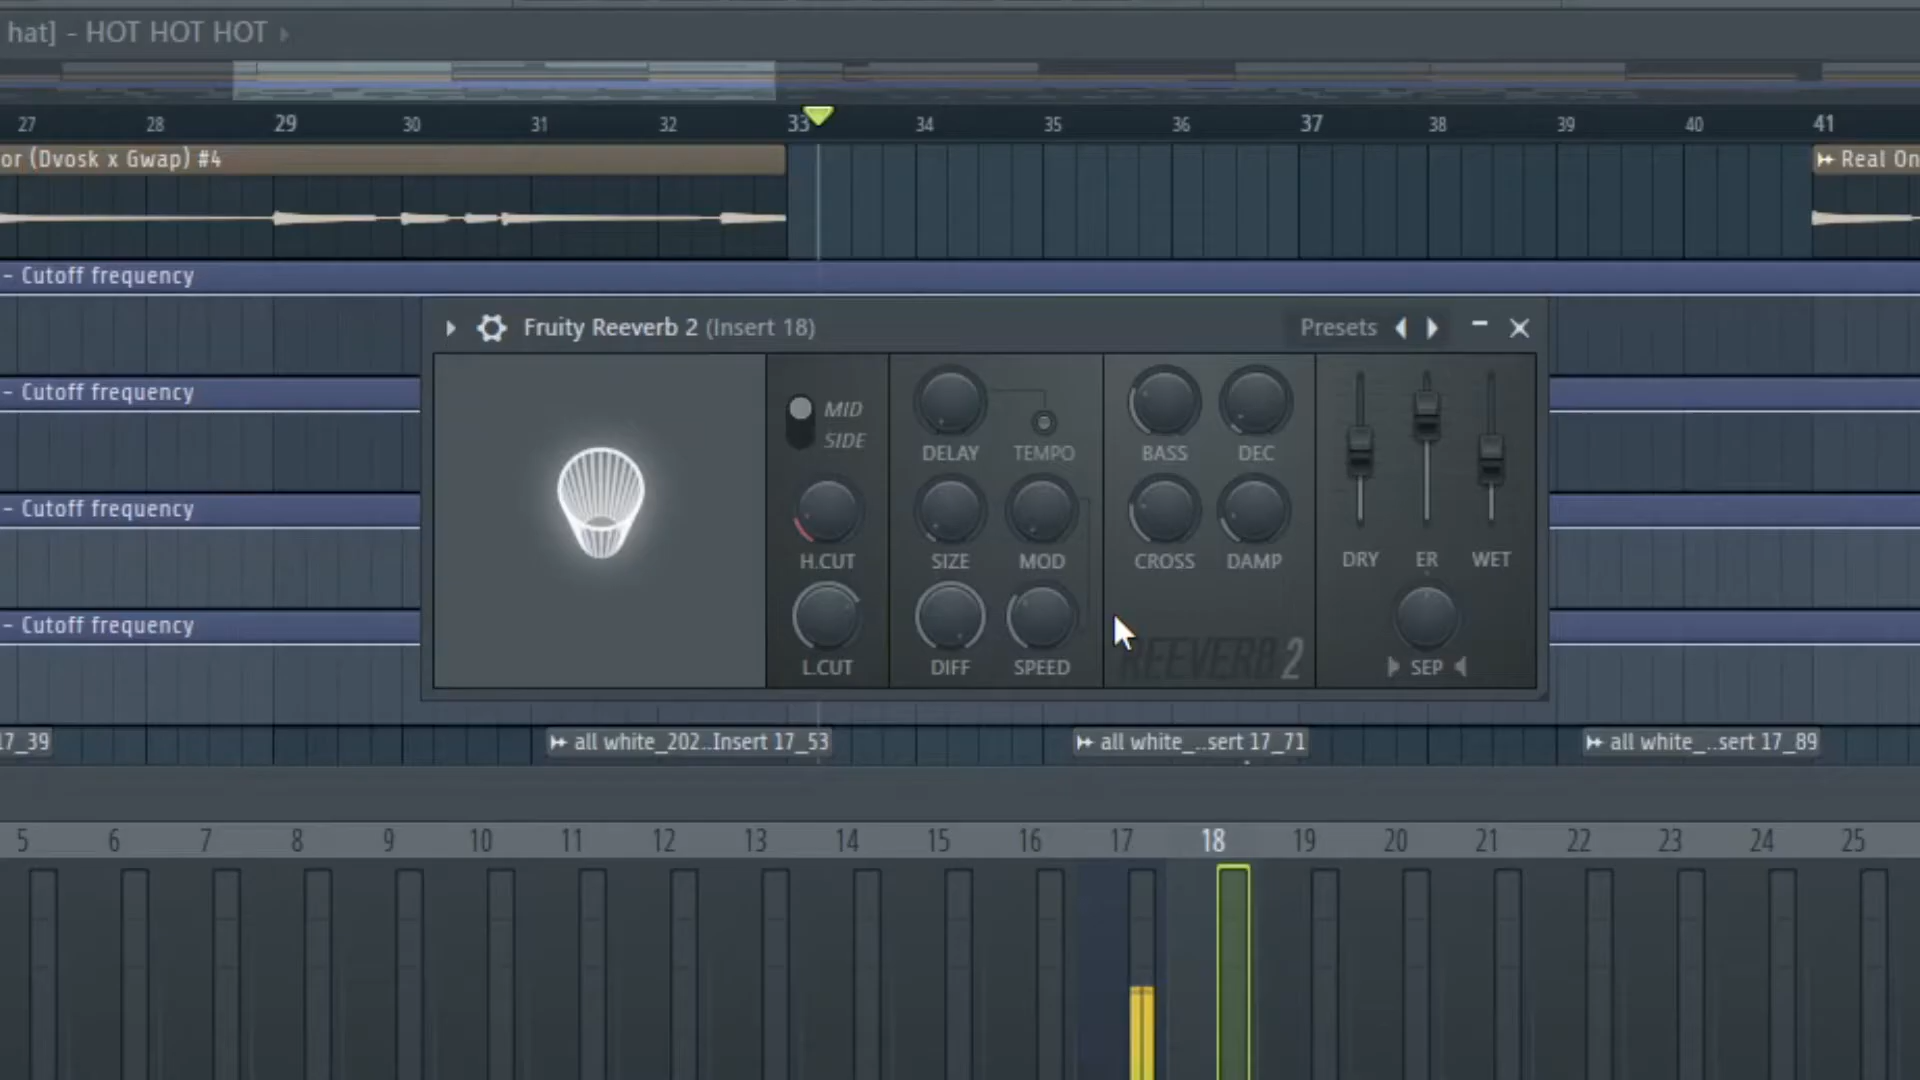 hat] - HOT HOT HOT
27 28 29 30 31 32 33 34 35 36 37 38 39 40 41
or (Dvosk x Gwap) #4
Real On
- Cutoff frequency
Fruity Reeverb 2 (Insert 18) Presets
- Cutoff frequency
MID
SIDE
DELAY TEMPO BASS DEC
- Cutoff frequency
H.CUT SIZE MOD CROSS DAMP DRY ER WET
- Cutoff frequency
L.CUT DIFF SPEED REEVERB 2 SEP
17_39 all white_202..Insert 17_53 all white_..sert 17_71 all white_..sert 17_89
5 6 7 8 9 10 11 12 13 14 15 16 17 18 19 20 21 22 23 24 25